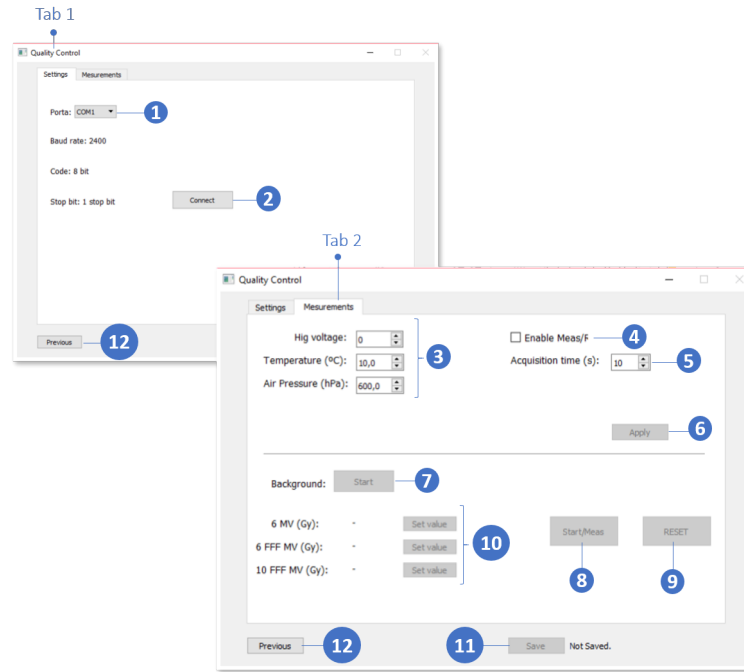 Tab 1
Quality Control
Settings Mesurements
Porta: COM1 1
Baud rate: 2400
Code: 8 bit
Stop bit: 1 stop bit Connect 2
Previous 12
Tab 2
Quality Control
Settings Mesurements
Hig voltage: 0
Temperature (ºC): 10,0
Air Pressure (hPa): 600,0
3
Enable Meas/F 4
Acquisition time (s): 10 5
Apply 6
Background: Start 7
6 MV (Gy): - Set value
6 FFF MV (Gy): - Set value
10 FFF MV (Gy): - Set value
10
Start/Meas RESET
8 9
Previous 12 11 Save Not Saved.